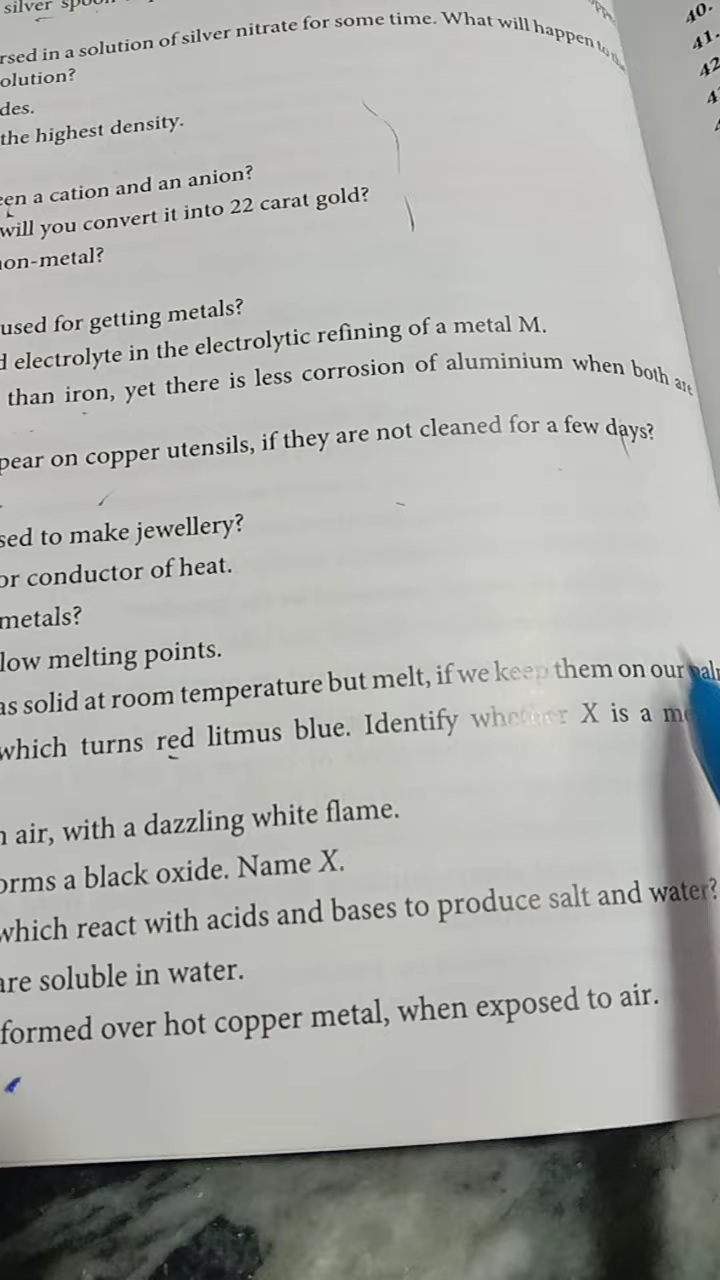 silver
rsed in a solution of silver nitrate for some time. What will happen to the
olution?
des.
the highest density.
een a cation and an anion?
will you convert it into 22 carat gold?
non-metal?
used for getting metals?
d electrolyte in the electrolytic refining of a metal M.
than iron, yet there is less corrosion of aluminium when both are
pear on copper utensils, if they are not cleaned for a few days?
sed to make jewellery?
or conductor of heat.
metals?
low melting points.
as solid at room temperature but melt, if we keep them on our palm
which turns red litmus blue. Identify whether X is a me
n air, with a dazzling white flame.
orms a black oxide. Name X.
which react with acids and bases to produce salt and water?
are soluble in water.
formed over hot copper metal, when exposed to air.
40.
41.
42